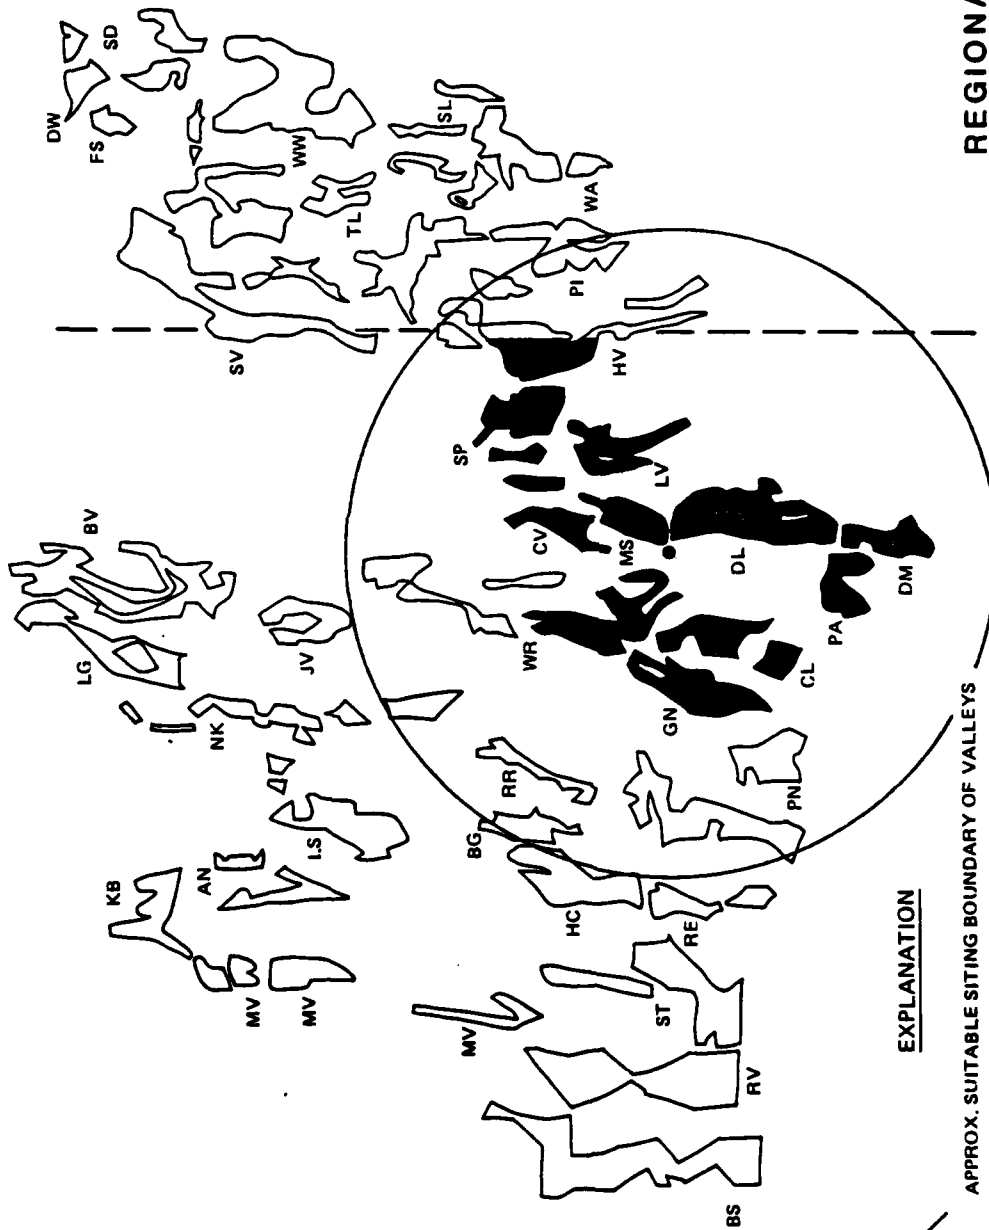 DW
LG
BV
FS
SD
KB
AN
NK
SV
MV
WW
MV
LS
JV
TL
SL
SP
MV
BG
RR
WR
CV
HC
PI
WA
HV
MS
ST
LV
GN
RE
BS
DL
RV
PN
CL
PA
DM
EXPLANATION
APPROX. SUITABLE SITING BOUNDARY OF VALLEYS